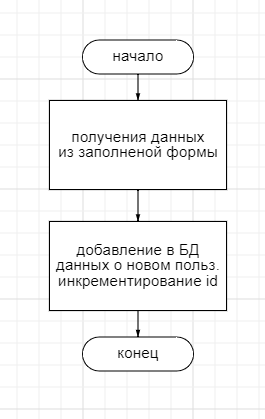 начало
получения данных
из заполненой формы
добавление в БД
данных о новом польз.
инкрементирование id
конец